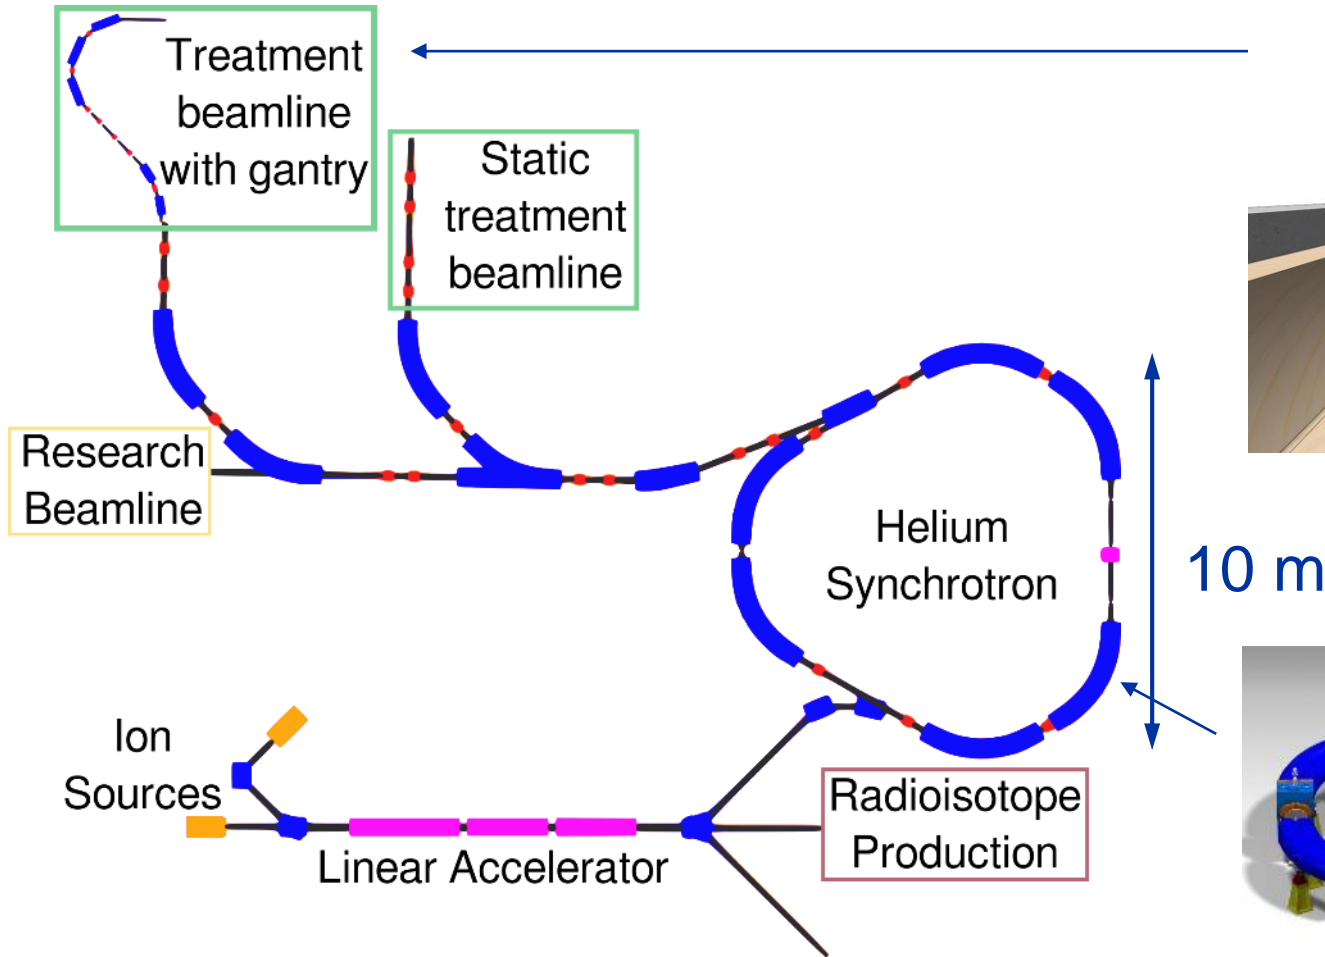 Treatment
beamline
with gantry
Static
treatment
beamline
Research
Beamline
Helium
Synchrotron
10 m
Ion
Sources
Linear Accelerator
Radioisotope
Production